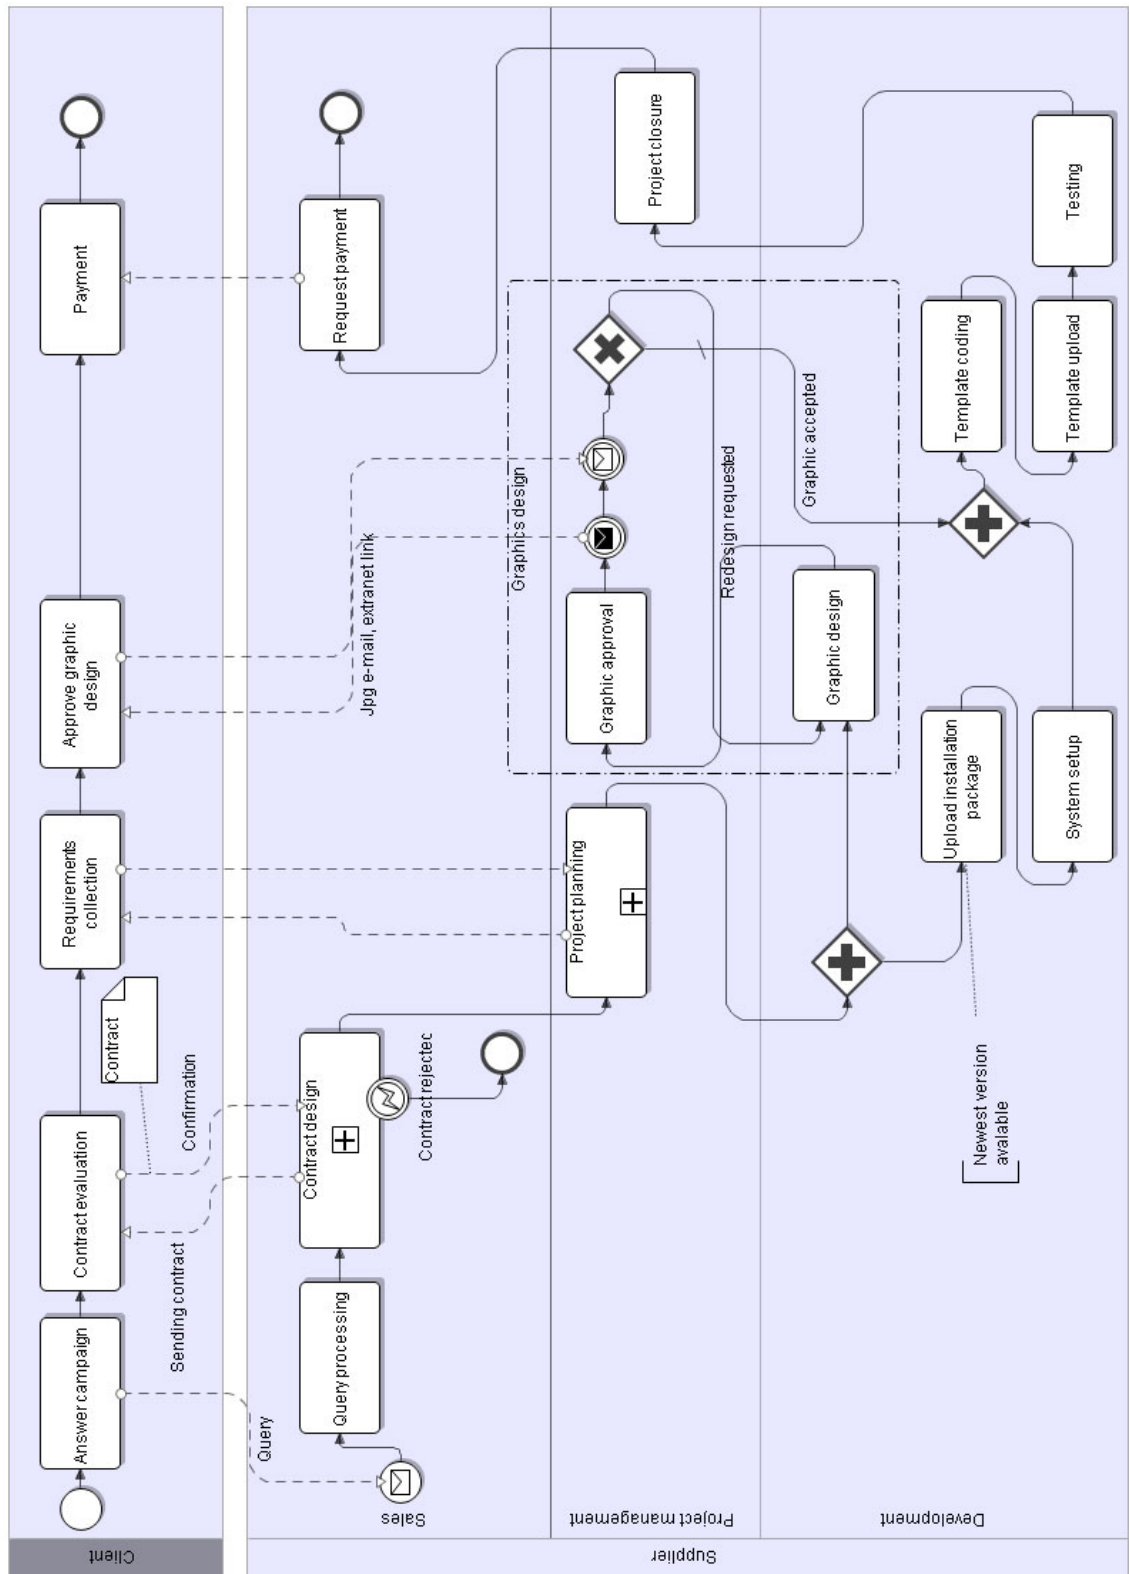 Client
Answer campaign
Contract evaluation
Requirements
collection
Approve graphic
design
Payment
Contract
Query
Sending contract
Confirmation
Jpg e-mail, extranet link
Supplier
Sales
Query processing
Contract design
Contract rejectec
Request payment
Project management
Project planning
Graphics design
Graphic approval
Redesign requested
Graphic accepted
Project closure
Development
Graphic design
Upload installation
package
System setup
Template coding
Template upload
Testing
Newest version
avalable